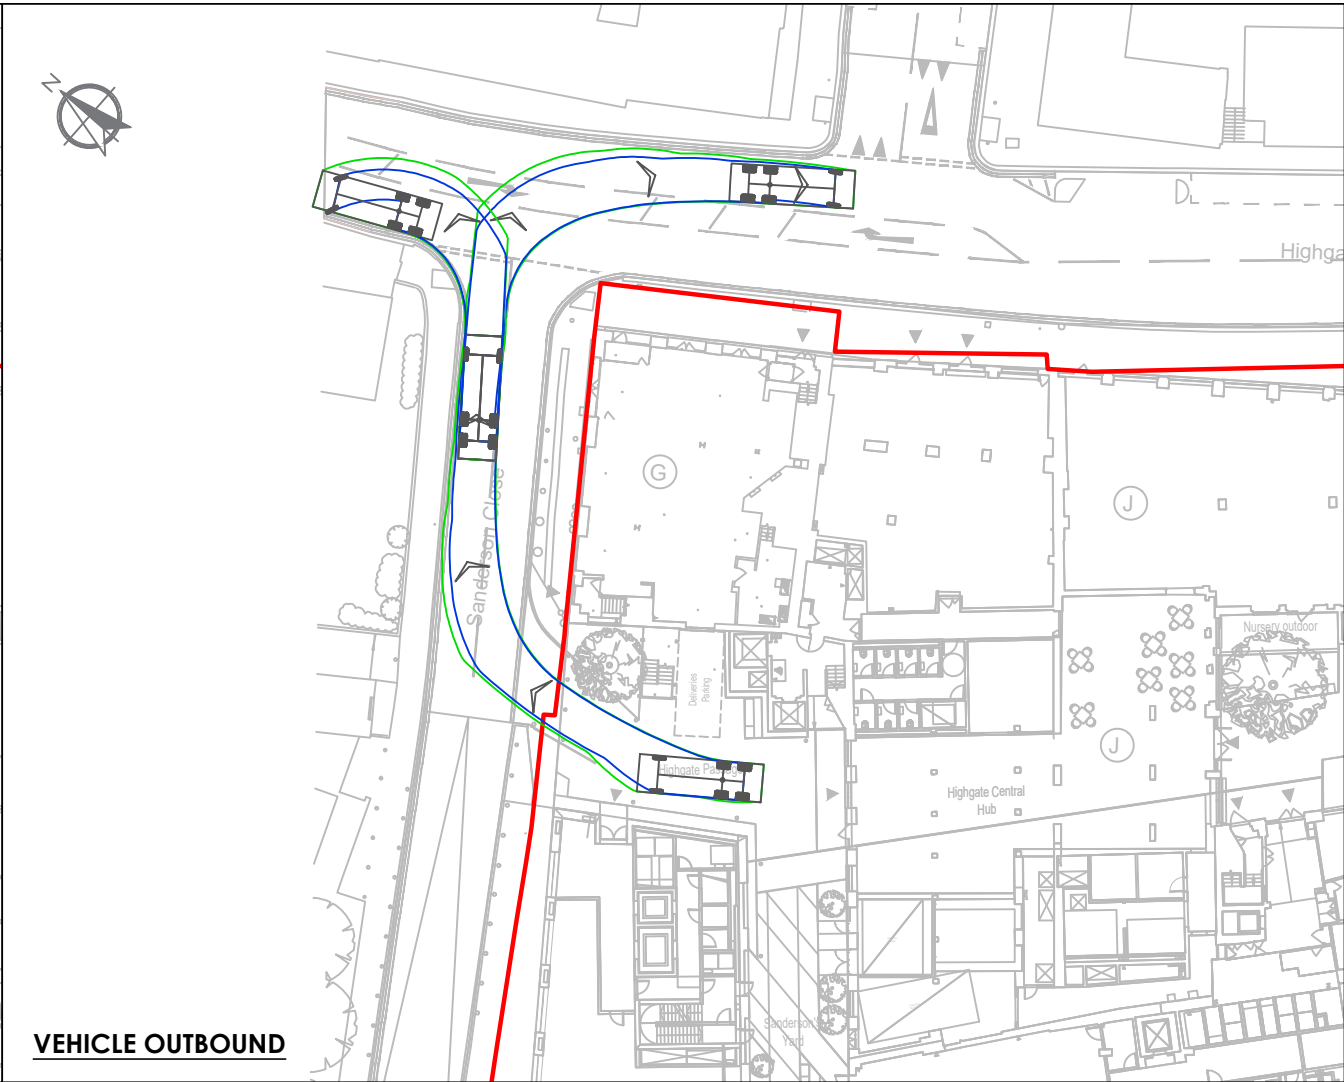 N
Highga
Sanderson Close
G
J
Nursery outdoor
Deliveries
Parking
J
Highgate Passage
Highgate Central
Hub
Sanderson's
Yard
VEHICLE OUTBOUND